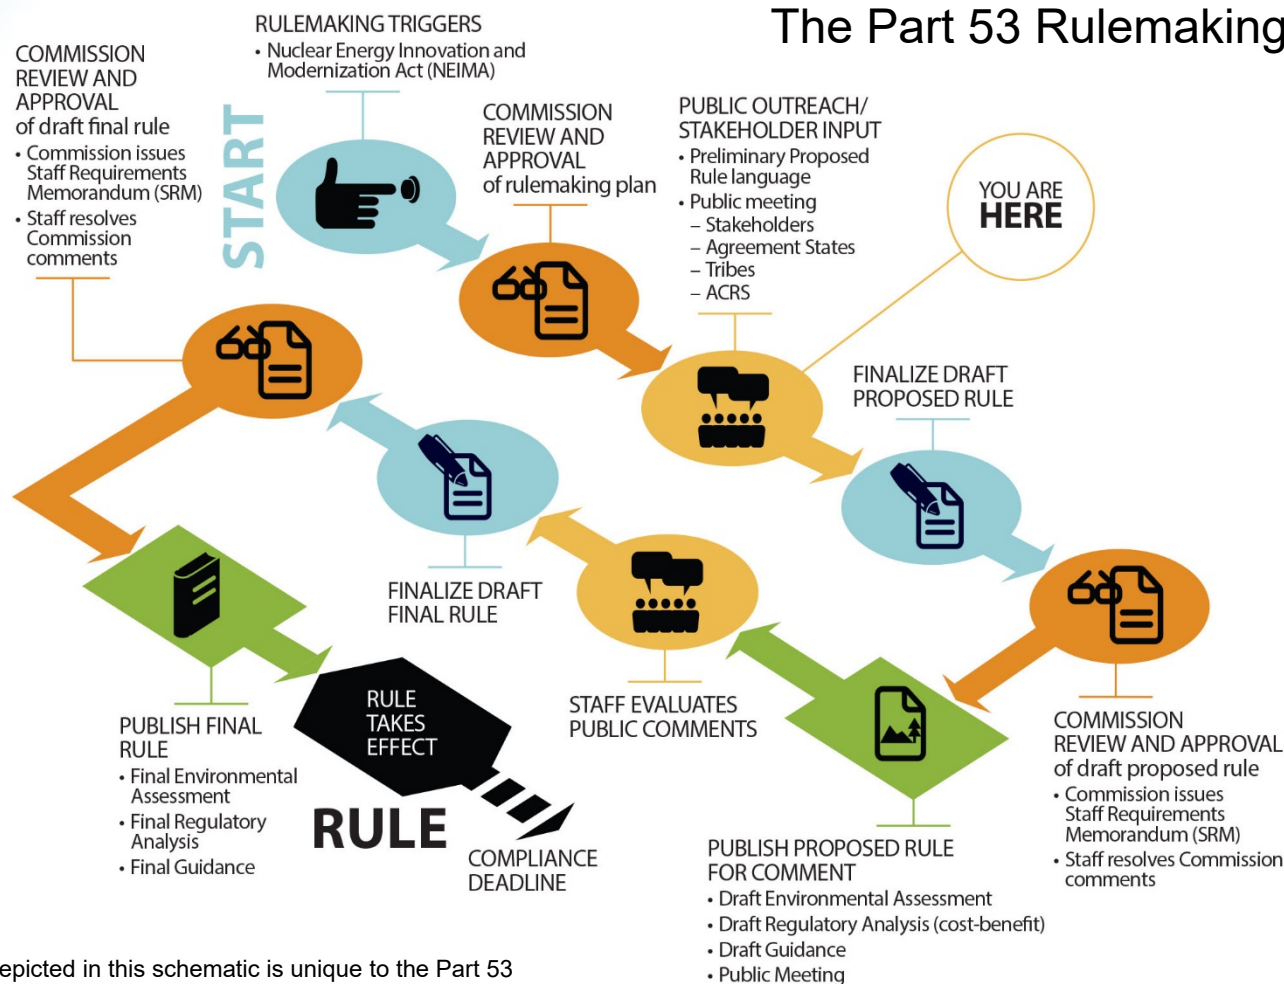 The Part 53 Rulemaking
RULEMAKING TRIGGERS
• Nuclear Energy Innovation and
Modernization Act (NEIMA)
START
COMMISSION
REVIEW AND
APPROVAL
of rulemaking plan
PUBLIC OUTREACH/
STAKEHOLDER INPUT
• Preliminary Proposed
Rule language
• Public meeting
– Stakeholders
– Agreement States
– Tribes
– ACRS
YOU ARE
HERE
FINALIZE DRAFT
PROPOSED RULE
COMMISSION
REVIEW AND APPROVAL
of draft proposed rule
• Commission issues
Staff Requirements
Memorandum (SRM)
• Staff resolves Commission
comments
PUBLISH PROPOSED RULE
FOR COMMENT
• Draft Environmental Assessment
• Draft Regulatory Analysis (cost-benefit)
• Draft Guidance
• Public Meeting
STAFF EVALUATES
PUBLIC COMMENTS
FINALIZE DRAFT
FINAL RULE
COMMISSION
REVIEW AND
APPROVAL
of draft final rule
• Commission issues
Staff Requirements
Memorandum (SRM)
• Staff resolves
Commission
comments
PUBLISH FINAL
RULE
• Final Environmental
Assessment
• Final Regulatory
Analysis
• Final Guidance
RULE
TAKES
EFFECT
RULE
COMPLIANCE
DEADLINE
epicted in this schematic is unique to the Part 53